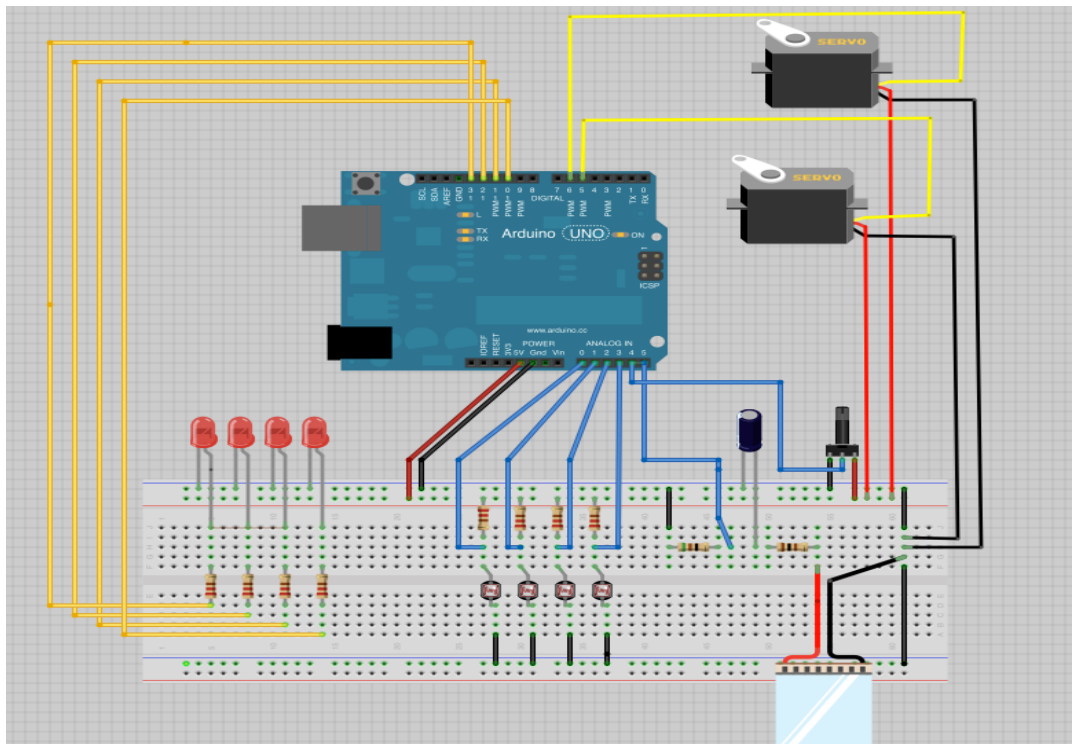 SERVO
SERVO
SCL
SDA
AREF
GND
13
12
PWM 11
PWM 10
PWM 9
8
7
PWM 6
PWM 5
4
PWM 3
2
TX 1
RX 0
DIGITAL
L
TX
RX
Arduino UNO
ON
1
ICSP
www.arduino.cc
POWER
ANALOG IN
IOREF
RESET
3V3
5V Gnd Vin
0 1 2 3 4 5